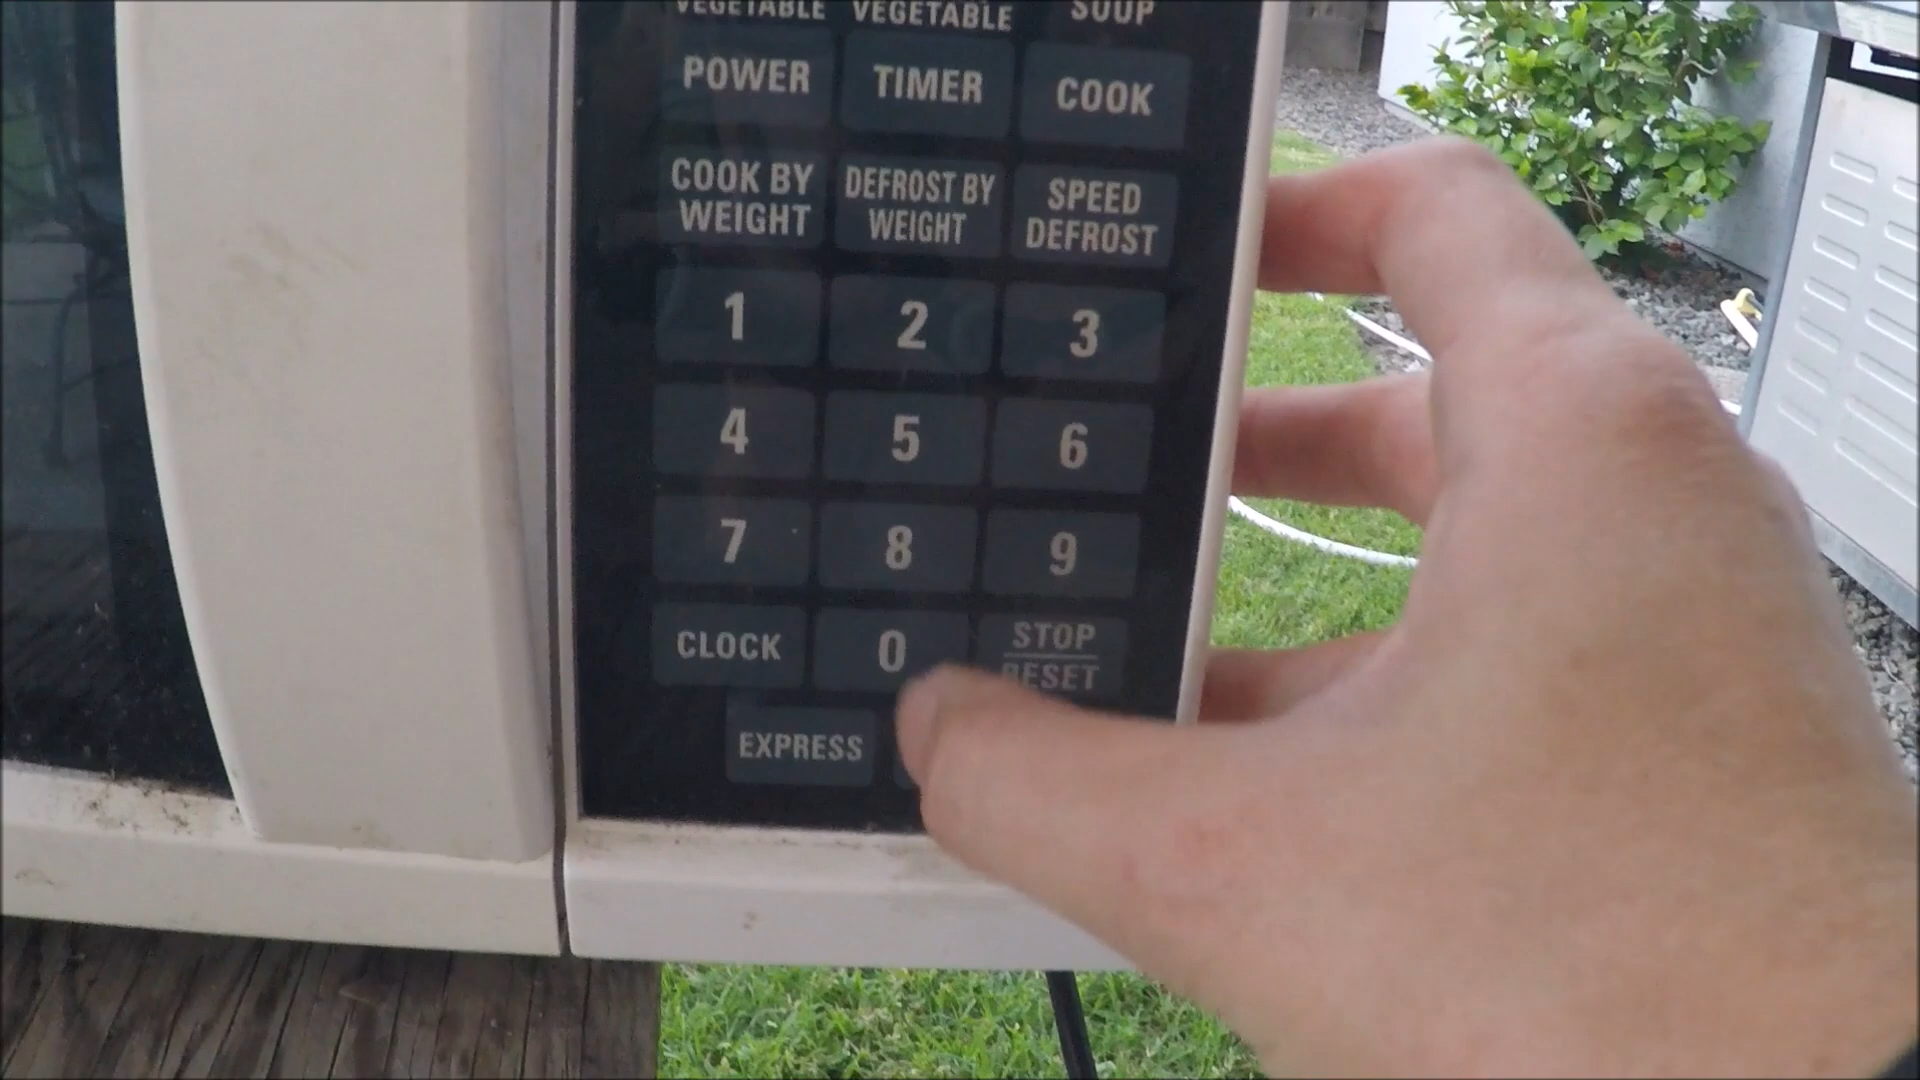 VEGETABLE VEGETABLE SOUP
POWER TIMER COOK
COOK BY
WEIGHT
DEFROST BY
WEIGHT
SPEED
DEFROST
1 2 3
4 5 6
7 8 9
CLOCK 0 STOP
RESET
EXPRESS